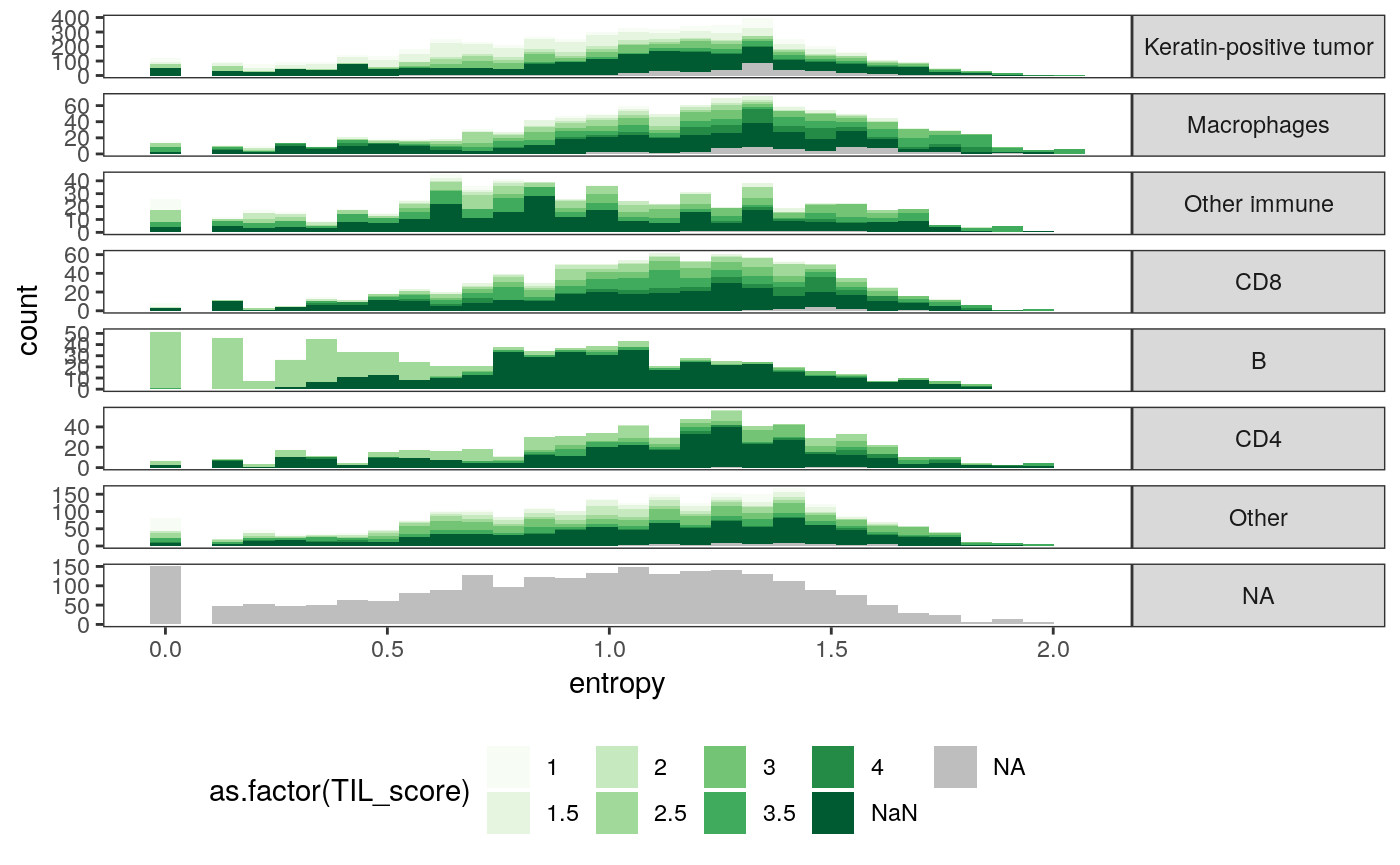 400
300
200
100
0
Keratin-positive tumor
60
40
20
0
Macrophages
40
30
20
10
0
Other immune
60
40
20
0
CD8
50
40
30
20
10
0
B
40
20
0
CD4
150
100
50
0
Other
150
100
50
0
NA
count
0.0 0.5 1.0 1.5 2.0
entropy
as.factor(TIL_score)
1 2 3 4 NA
1.5 2.5 3.5 NaN